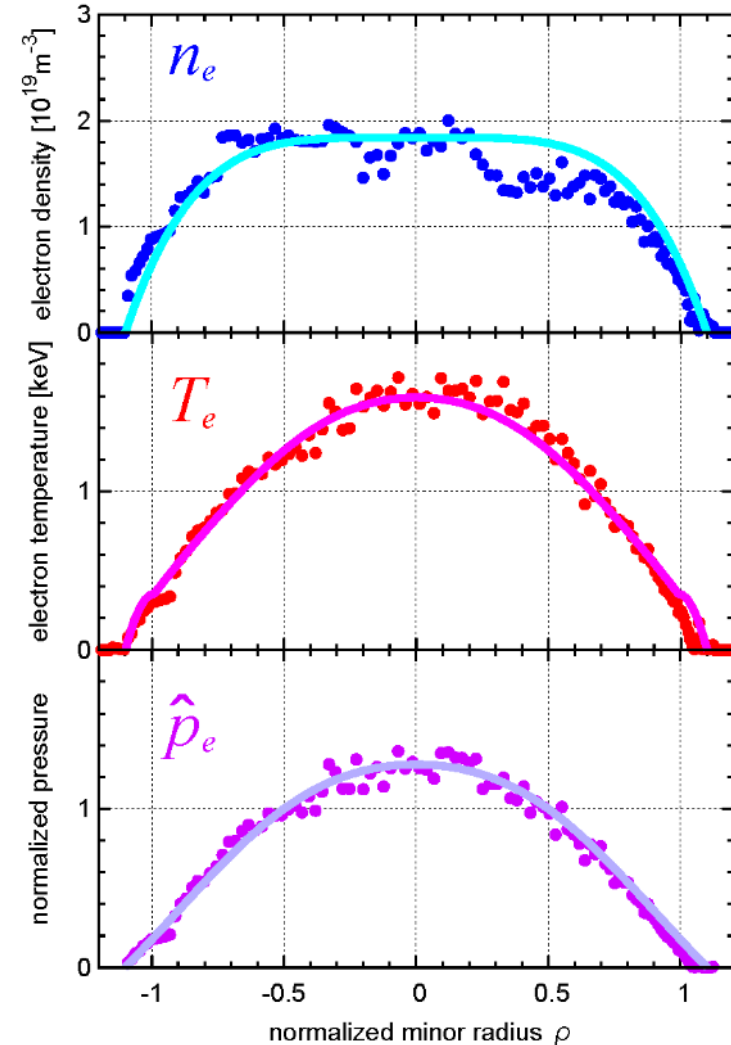 3
n_e
2
1
0
electron density [10^19 m^-3]
T_e
1
0
electron temperature [keV]
p̂_e
1
0
normalized pressure
-1 -0.5 0 0.5 1
normalized minor radius ρ